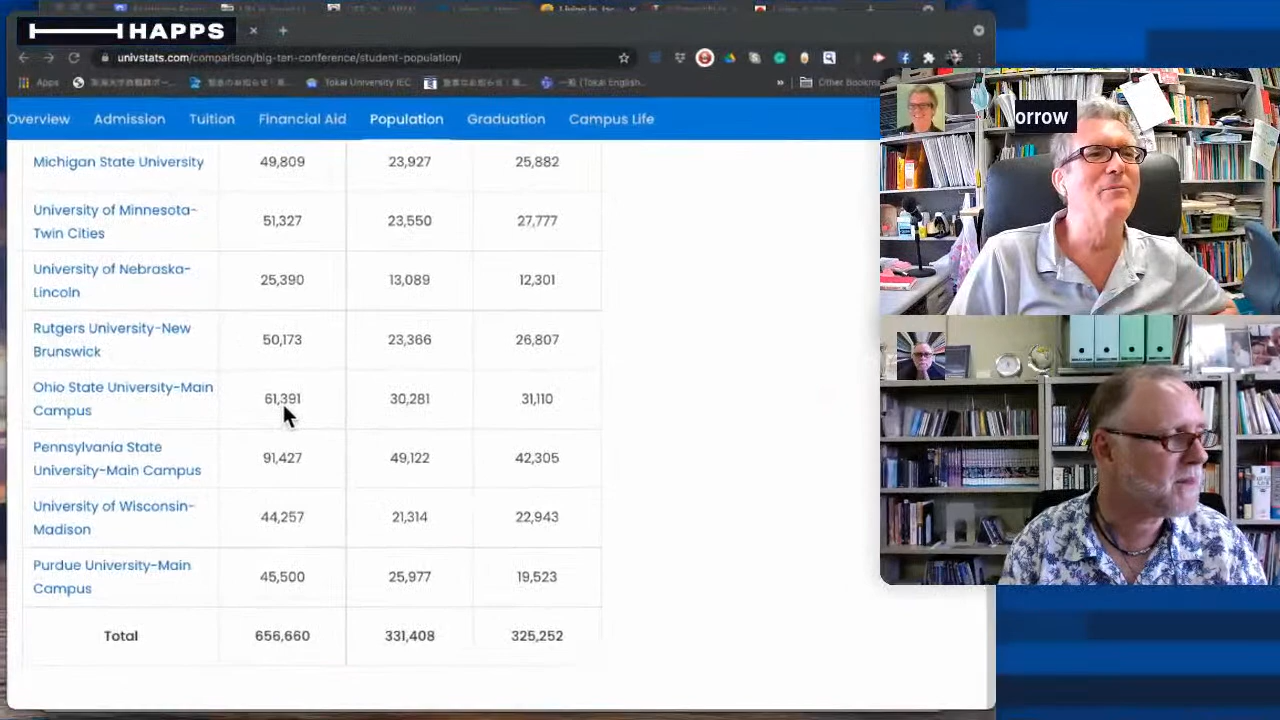 HAPPS
univstats.com/comparison/big-ten-conference/student-population/
Apps
Tokai University IEC
一般 (Tokai English...
Other Bookm
Overview Admission Tuition Financial Aid Population Graduation Campus Life
Michigan State University 49,809 23,927 25,882
University of Minnesota-
Twin Cities 51,327 23,550 27,777
University of Nebraska-
Lincoln 25,390 13,089 12,301
Rutgers University-New
Brunswick 50,173 23,366 26,807
Ohio State University-Main
Campus 61,391 30,281 31,110
Pennsylvania State
University-Main Campus 91,427 49,122 42,305
University of Wisconsin-
Madison 44,257 21,314 22,943
Purdue University-Main
Campus 45,500 25,977 19,523
Total 656,660 331,408 325,252
orrow